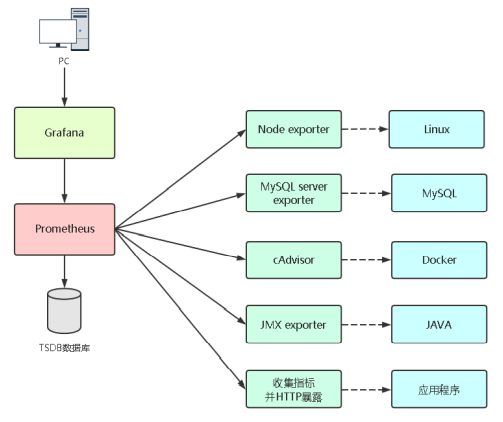 PC
Grafana
Prometheus
TSDB数据库
Node exporter
Linux
MySQL server
exporter
MySQL
cAdvisor
Docker
JMX exporter
JAVA
收集指标
并HTTP暴露
应用程序